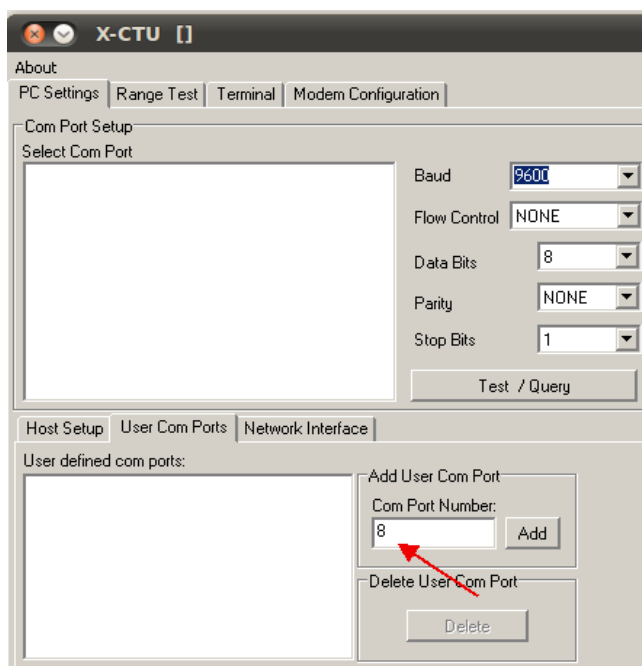 X-CTU []
About
PC Settings Range Test Terminal Modem Configuration
Com Port Setup
Select Com Port
Baud 9600
Flow Control NONE
Data Bits 8
Parity NONE
Stop Bits 1
Test / Query
Host Setup User Com Ports Network Interface
User defined com ports:
Add User Com Port
Com Port Number:
8 Add
Delete User Com Port
Delete